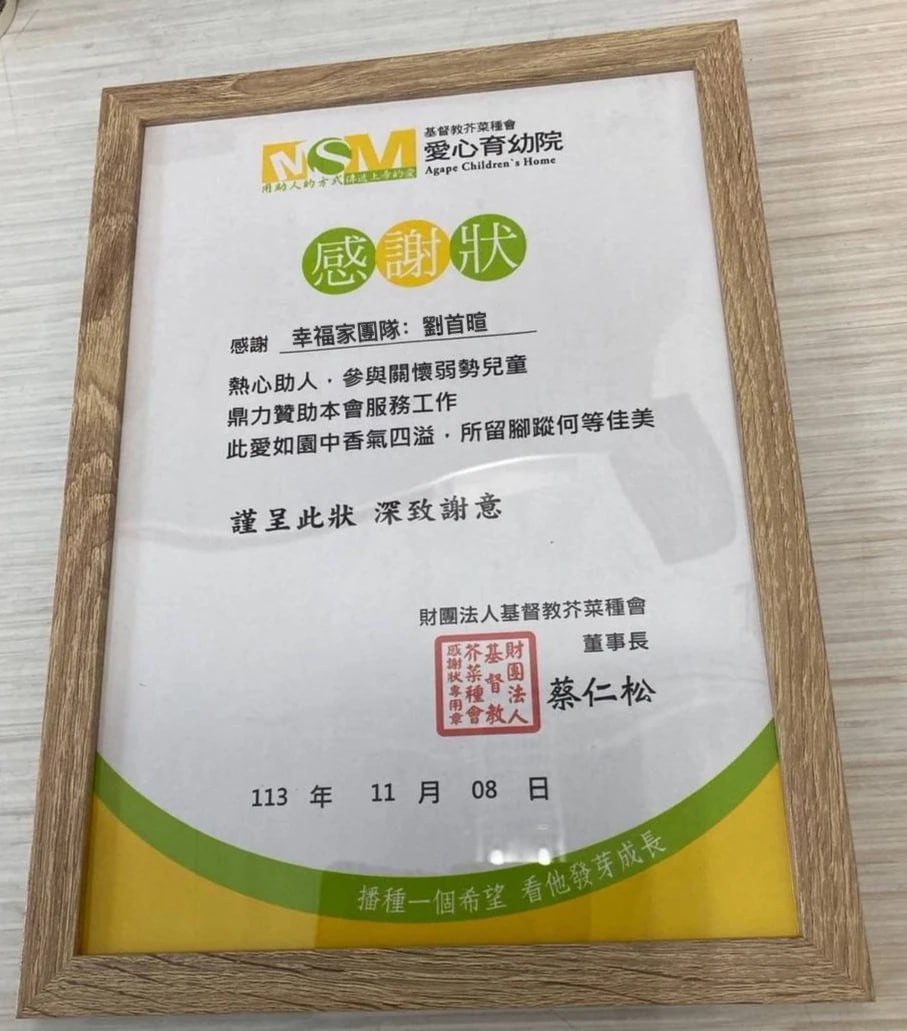 NSM
用助人的方式傳送上帝的愛
基督教芥菜種會
愛心育幼院
Agape Children`s Home
感謝狀
感謝 幸福家團隊：劉首暄
熱心助人．參與關懷弱勢兒童
鼎力贊助本會服務工作
此愛如園中香氣四溢．所留腳蹤何等佳美
謹呈此狀 深致謝意
財團法人基督教芥菜種會
董事長
蔡仁松
財團法人
基督教
芥菜種會
感謝狀專用章
113 年 11 月 08 日
播種一個希望 看他發芽成長